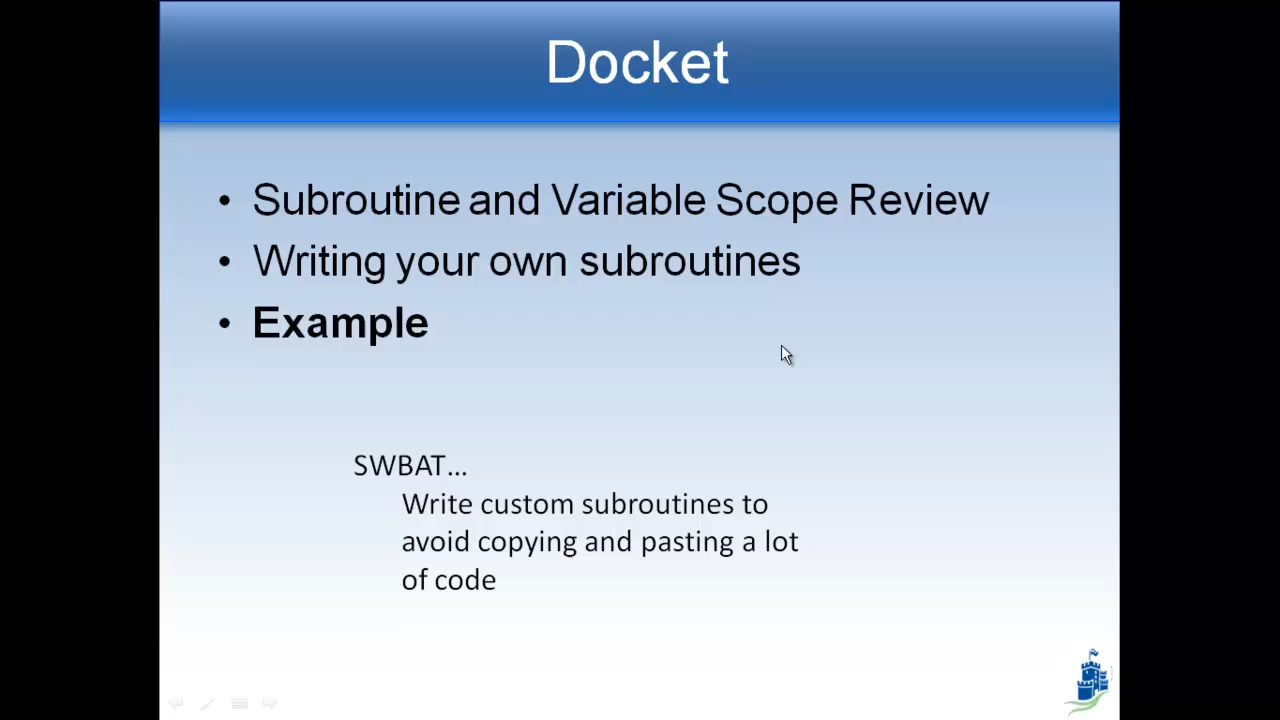 Docket
• Subroutine and Variable Scope Review
• Writing your own subroutines
• Example
SWBAT…
Write custom subroutines to
avoid copying and pasting a lot
of code